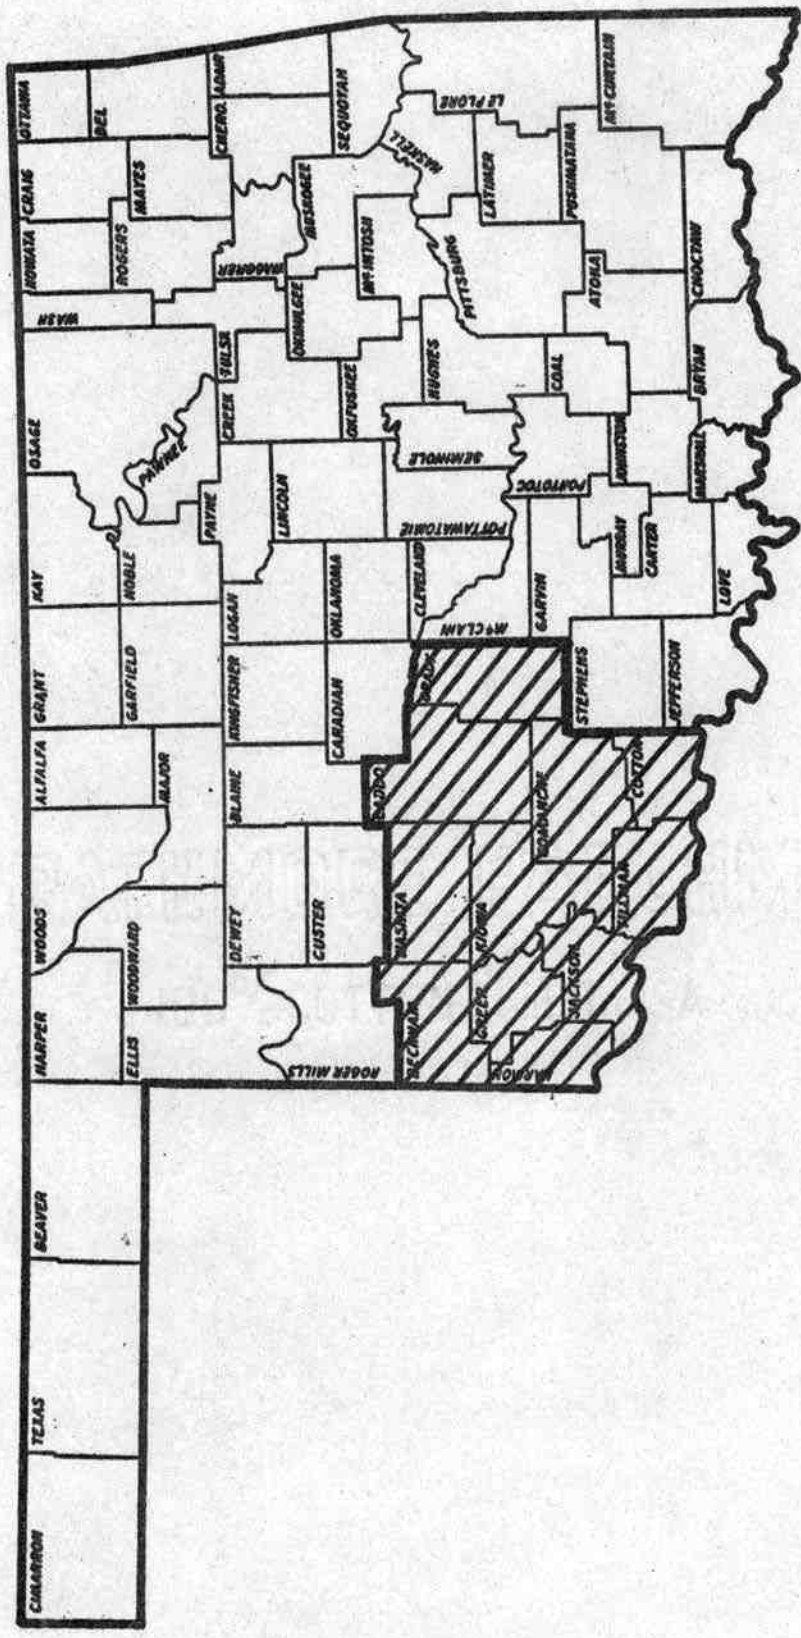 CIMARRON
TEXAS
BEAVER
HARPER
WOODS
ALFALFA
GRANT
KAY
OSAGE
WASH
NOWATA
CRAIG
OTTAWA
ELLIS
WOODWARD
MAJOR
GARFIELD
NOBLE
PAWNEE
ROGERS
MAYES
DEL
ROGER MILLS
DEWEY
CUSTER
BLAINE
KINGFISHER
CANADIAN
LOGAN
OKLAHOMA
PAYNE
LINCOLN
CREEK
TULSA
OKFUSKEE
OKMULGEE
WAGONER
MUSKOGEE
CHERO.
ADAIR
SEQUOYAH
MCINTOSH
HASKELL
LE FLORE
BECKHAM
WASHITA
CADDO
GRADY
MCCLAIN
CLEVELAND
POTTAWATOMIE
SEMINOLE
HUGHES
PITTSBURG
LATIMER
HARMON
GREER
KIOWA
JACKSON
TILLMAN
COMANCHE
COTTON
STEPHENS
JEFFERSON
GARVIN
MURRAY
CARTER
LOVE
PONTOTOC
JOHNSTON
MARSHALL
COAL
ATOKA
BRYAN
PUSHMATAHA
CHOCTAW
MCCURTAIN